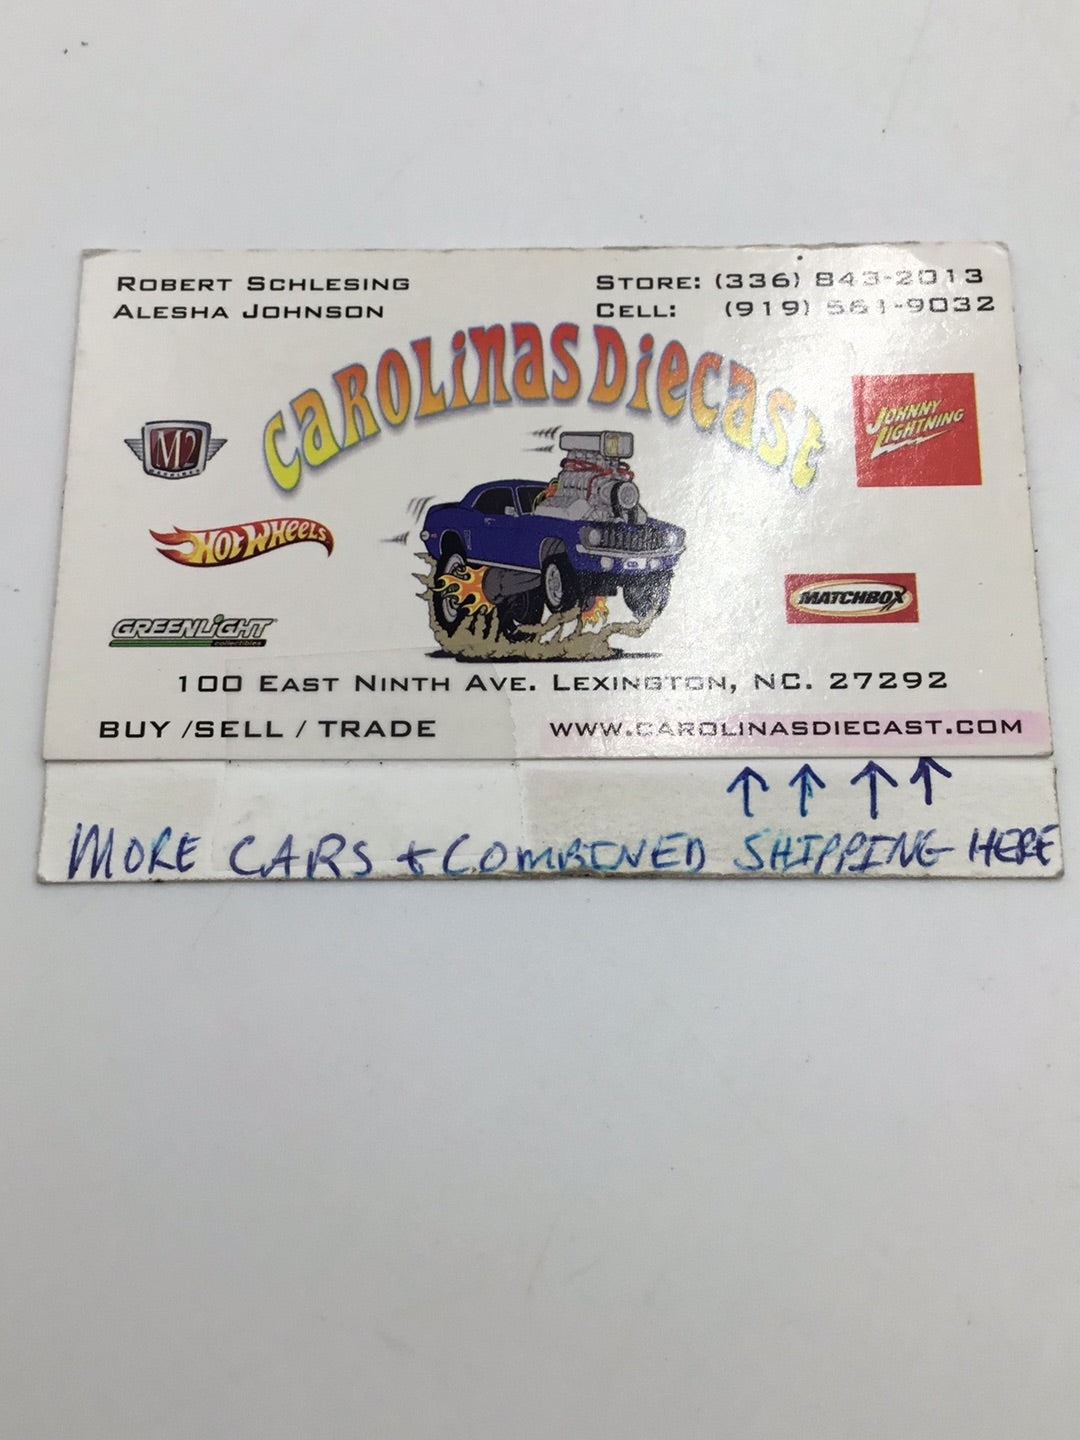 ROBERT SCHLESING
ALESHA JOHNSON
STORE: (336) 843-2013
CELL: (919) 561-9032
CAROLINAS DIECAST
M2
MACHINES
JOHNNY LIGHTNING
HOT WHEELS
MATCHBOX
GREENLIGHT
collectibles
100 EAST NINTH AVE. LEXINGTON, NC. 27292
BUY /SELL / TRADE
WWW.CAROLINASDIECAST.COM
MORE CARS + COMBINED SHIPPING HERE